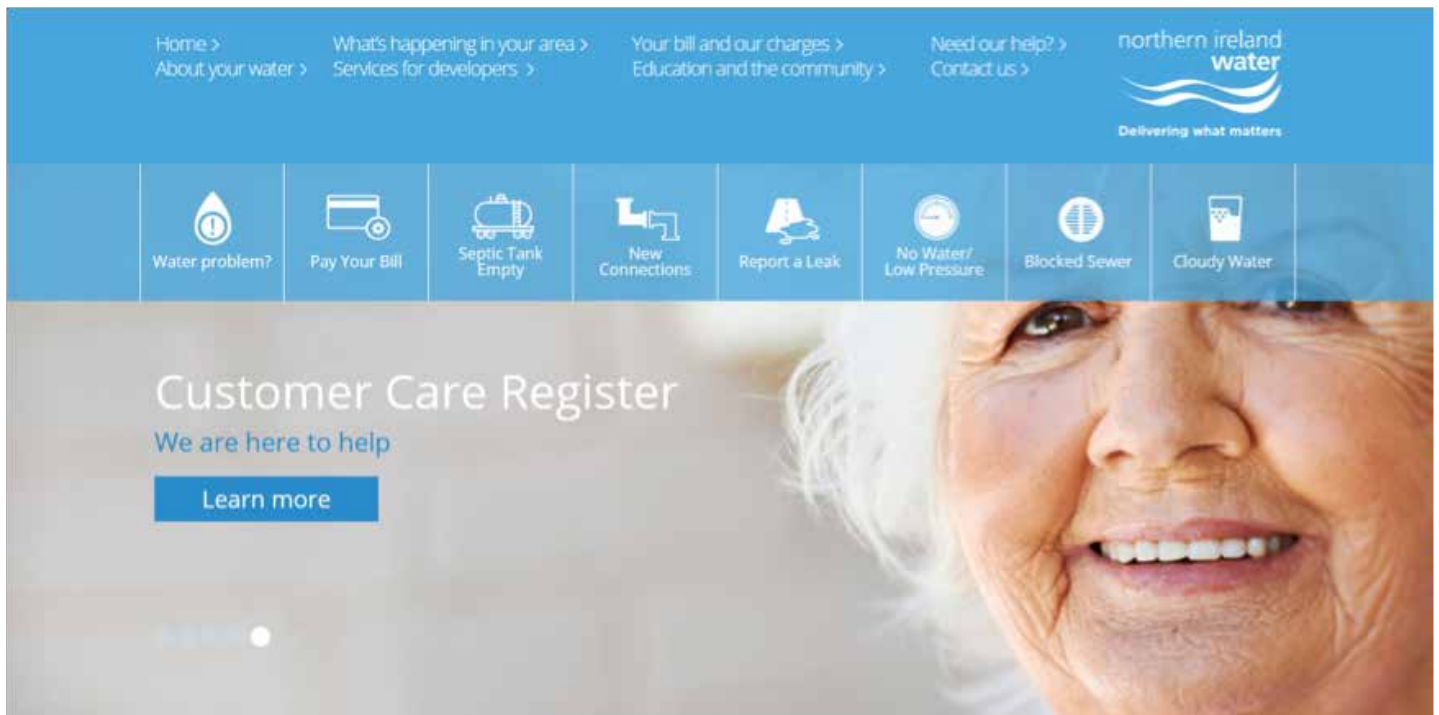 Home >
What's happening in your area >
Your bill and our charges >
Need our help? >
About your water >
Services for developers >
Education and the community >
Contact us >
northern ireland
water
Delivering what matters
Water problem?
Pay Your Bill
Septic Tank
Empty
New
Connections
Report a Leak
No Water/
Low Pressure
Blocked Sewer
Cloudy Water
Customer Care Register
We are here to help
Learn more